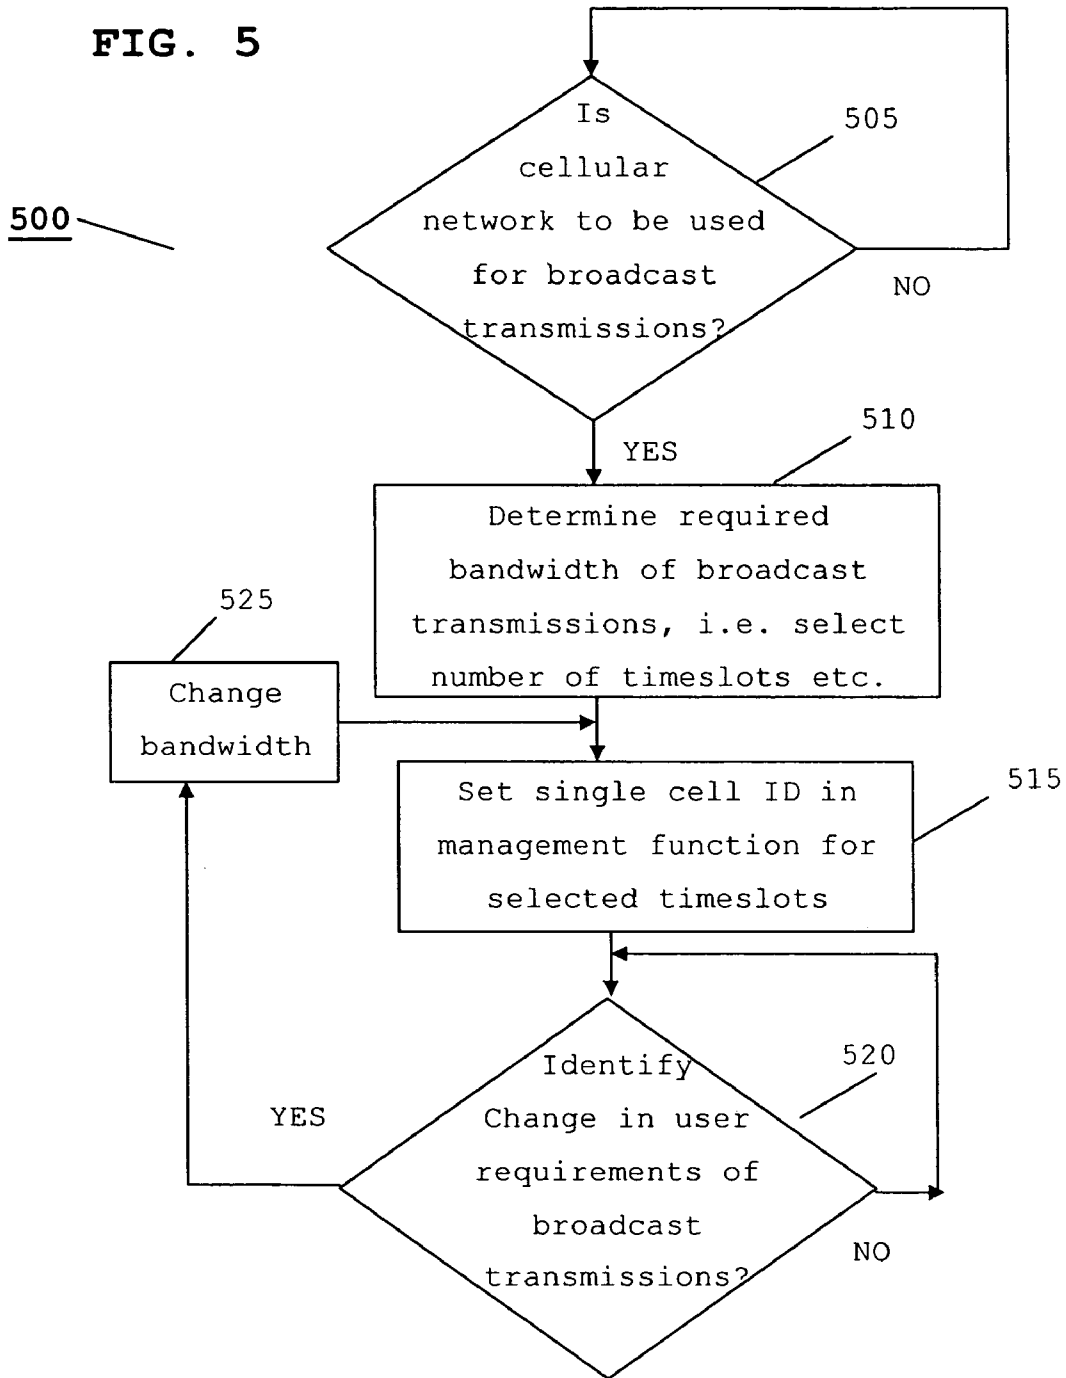 FIG. 5
Is
cellular
network to be used
for broadcast
transmissions?
505
500
NO
YES
510
Determine required
bandwidth of broadcast
transmissions, i.e. select
number of timeslots etc.
525
Change
bandwidth
Set single cell ID in
management function for
selected timeslots
515
Identify
Change in user
requirements of
broadcast
transmissions?
520
YES
NO